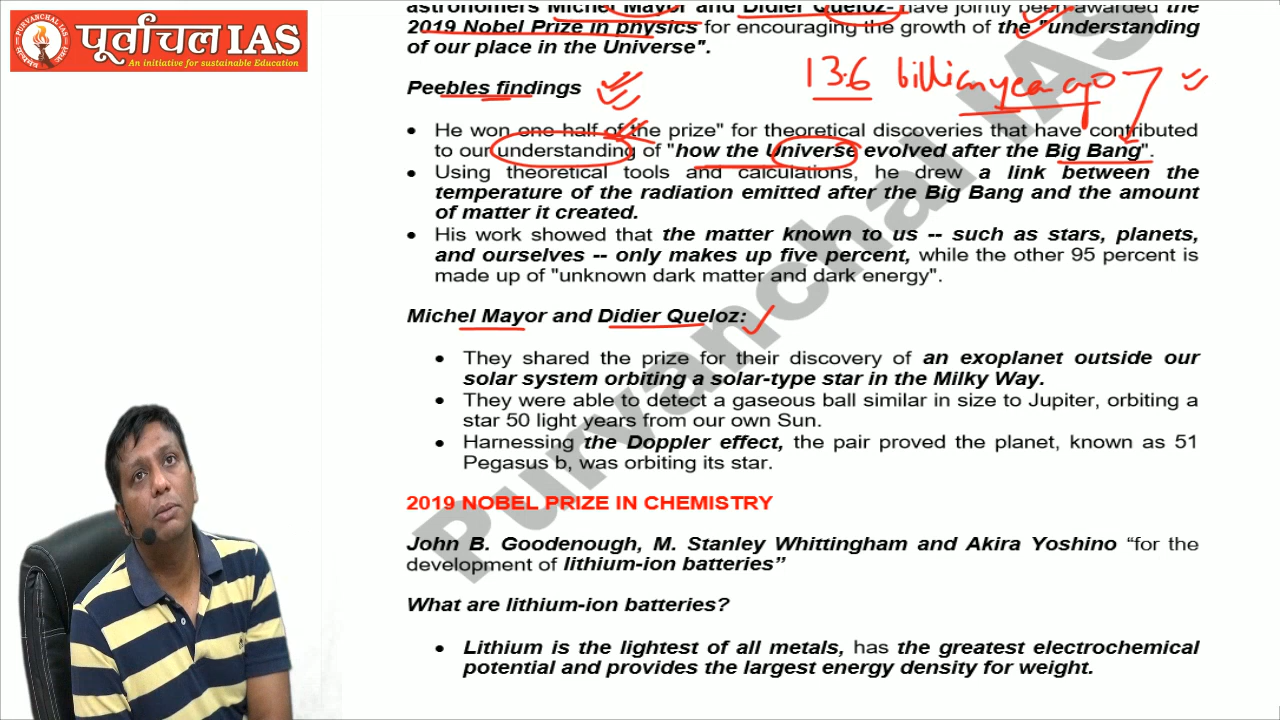 astronomers Michel Mayor and Didier Queloz- have jointly been awarded the
2019 Nobel Prize in physics for encouraging the growth of the "understanding
of our place in the Universe".
पूर्वांचल IAS
An initiative for sustainable Education
PURVANCHAL IAS
13.6 billion year ago
Peebles findings
• He won one half of the prize" for theoretical discoveries that have contributed
to our understanding of "how the Universe evolved after the Big Bang".
• Using theoretical tools and calculations, he drew a link between the
temperature of the radiation emitted after the Big Bang and the amount
of matter it created.
• His work showed that the matter known to us -- such as stars, planets,
and ourselves -- only makes up five percent, while the other 95 percent is
made up of "unknown dark matter and dark energy".
Michel Mayor and Didier Queloz:
• They shared the prize for their discovery of an exoplanet outside our
solar system orbiting a solar-type star in the Milky Way.
• They were able to detect a gaseous ball similar in size to Jupiter, orbiting a
star 50 light years from our own Sun.
• Harnessing the Doppler effect, the pair proved the planet, known as 51
Pegasus b, was orbiting its star.
2019 NOBEL PRIZE IN CHEMISTRY
John B. Goodenough, M. Stanley Whittingham and Akira Yoshino “for the
development of lithium-ion batteries”
What are lithium-ion batteries?
• Lithium is the lightest of all metals, has the greatest electrochemical
potential and provides the largest energy density for weight.
Purvanchal IAS